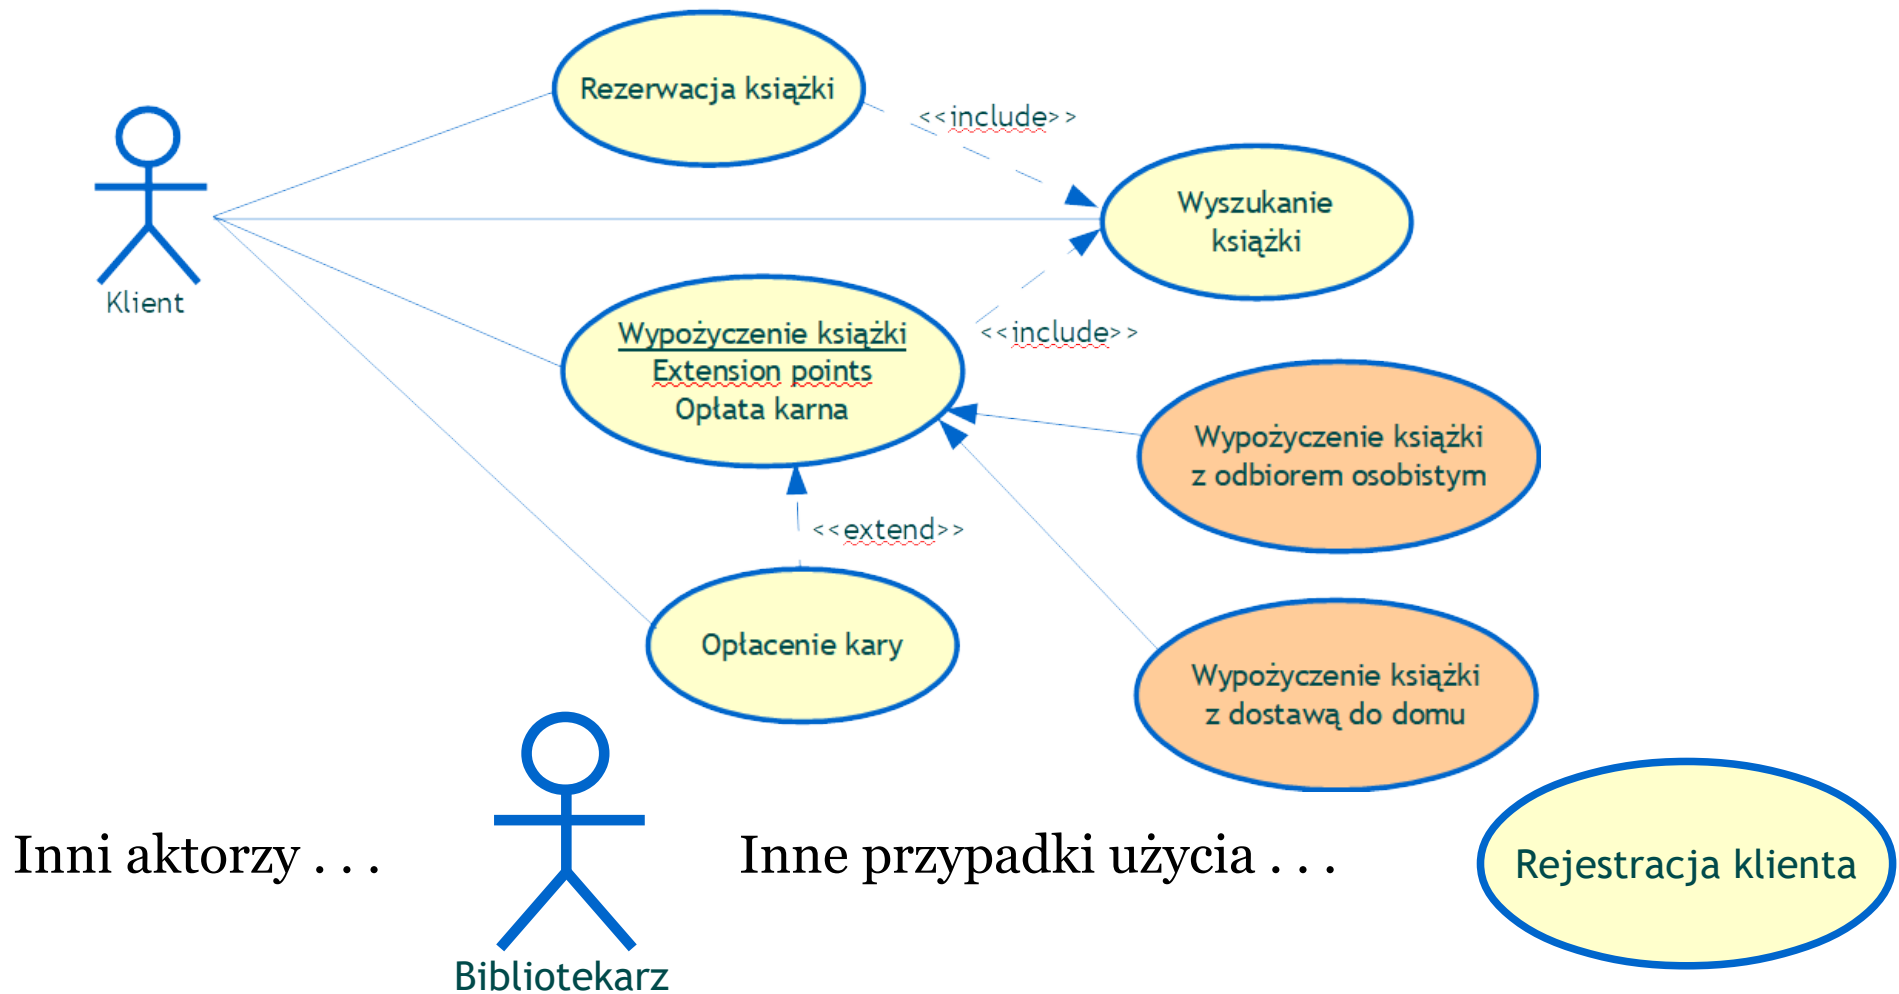 Rezerwacja książki
<<include>>
Wyszukanie
książki
Klient
Wypożyczenie książki
Extension points
Opłata karna
<<include>>
Wypożyczenie książki
z odbiorem osobistym
<<extend>>
Opłacenie kary
Wypożyczenie książki
z dostawą do domu
Inni aktorzy . . .
Inne przypadki użycia . . .
Rejestracja klienta
Bibliotekarz